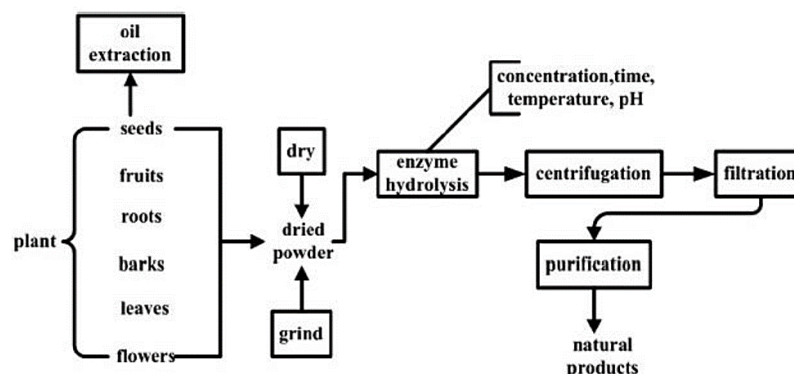 oil
extraction
plant
seeds
fruits
roots
barks
leaves
flowers
dry
dried
powder
grind
concentration,time,
temperature, pH
enzyme
hydrolysis
centrifugation
filtration
purification
natural
products